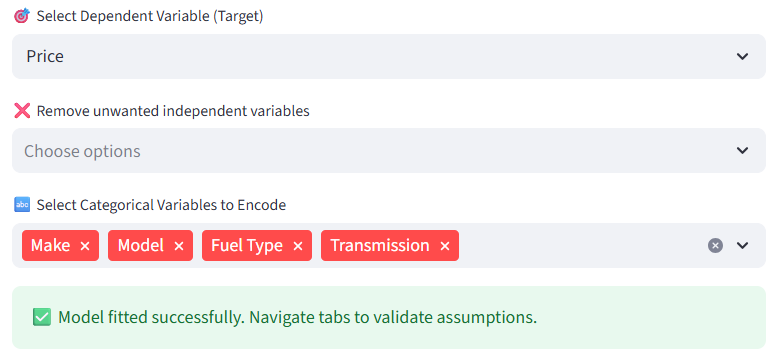 🎯 Select Dependent Variable (Target)
Price
❌ Remove unwanted independent variables
Choose options
🔤 Select Categorical Variables to Encode
Make × Model × Fuel Type × Transmission ×
✅ Model fitted successfully. Navigate tabs to validate assumptions.